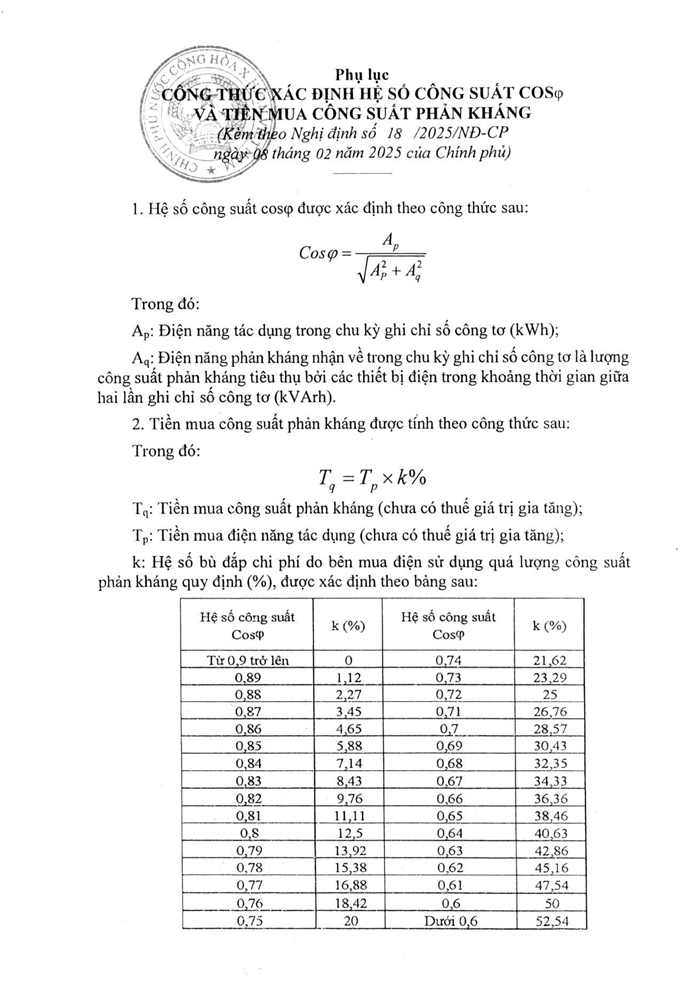 Phụ lục
CÔNG THỨC XÁC ĐỊNH HỆ SỐ CÔNG SUẤT COSφ
VÀ TIỀN MUA CÔNG SUẤT PHẢN KHÁNG
(Kèm theo Nghị định số 18 /2025/NĐ-CP
ngày 08 tháng 02 năm 2025 của Chính phủ)
1. Hệ số công suất cosφ được xác định theo công thức sau:
Cosφ = A_p / √(A_p² + A_q²)
Trong đó:
Aₚ: Điện năng tác dụng trong chu kỳ ghi chỉ số công tơ (kWh);
A_q: Điện năng phản kháng nhận về trong chu kỳ ghi chỉ số công tơ là lượng
công suất phản kháng tiêu thụ bởi các thiết bị điện trong khoảng thời gian giữa
hai lần ghi chỉ số công tơ (kVArh).
2. Tiền mua công suất phản kháng được tính theo công thức sau:
Trong đó:
T_q = T_p × k%
T_q: Tiền mua công suất phản kháng (chưa có thuế giá trị gia tăng);
Tₚ: Tiền mua điện năng tác dụng (chưa có thuế giá trị gia tăng);
k: Hệ số bù đắp chi phí do bên mua điện sử dụng quá lượng công suất
phản kháng quy định (%), được xác định theo bảng sau:
Hệ số công suất Cosφ | k (%) | Hệ số công suất Cosφ | k (%)
Từ 0,9 trở lên | 0 | 0,74 | 21,62
0,89 | 1,12 | 0,73 | 23,29
0,88 | 2,27 | 0,72 | 25
0,87 | 3,45 | 0,71 | 26,76
0,86 | 4,65 | 0,7 | 28,57
0,85 | 5,88 | 0,69 | 30,43
0,84 | 7,14 | 0,68 | 32,35
0,83 | 8,43 | 0,67 | 34,33
0,82 | 9,76 | 0,66 | 36,36
0,81 | 11,11 | 0,65 | 38,46
0,8 | 12,5 | 0,64 | 40,63
0,79 | 13,92 | 0,63 | 42,86
0,78 | 15,38 | 0,62 | 45,16
0,77 | 16,88 | 0,61 | 47,54
0,76 | 18,42 | 0,6 | 50
0,75 | 20 | Dưới 0,6 | 52,54